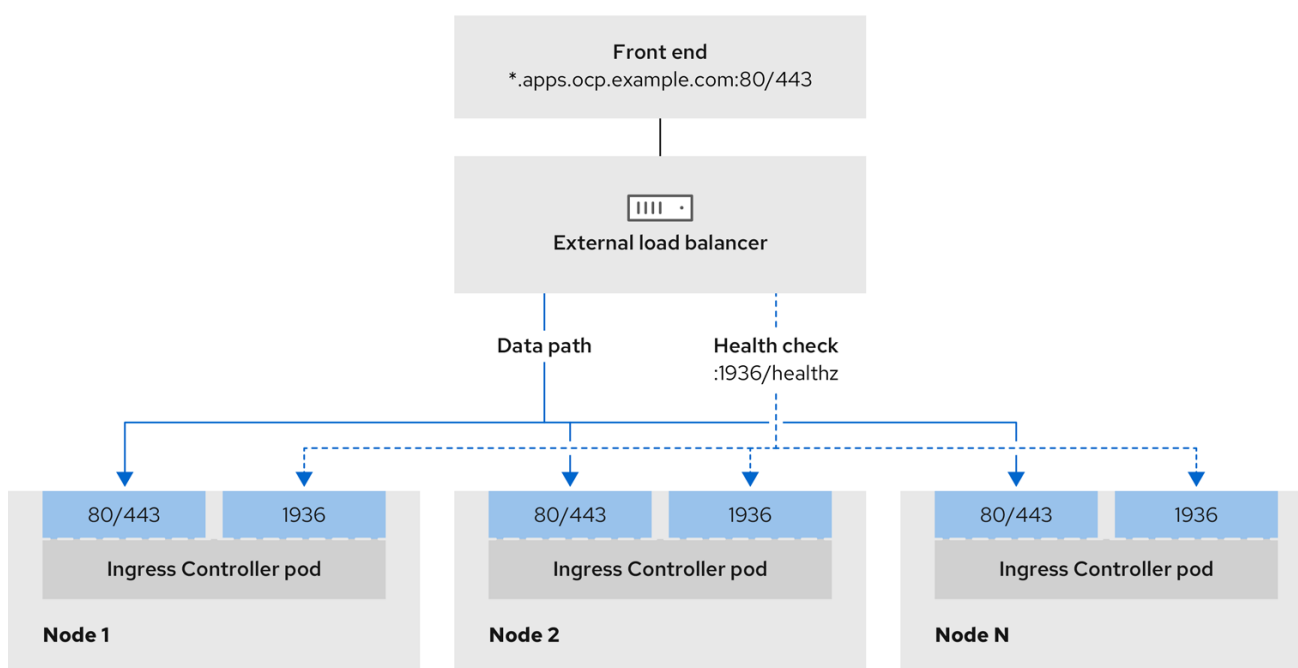 Front end
*.apps.ocp.example.com:80/443
External load balancer
Data path
Health check
:1936/healthz
80/443
1936
80/443
1936
80/443
1936
Ingress Controller pod
Ingress Controller pod
Ingress Controller pod
Node 1
Node 2
Node N